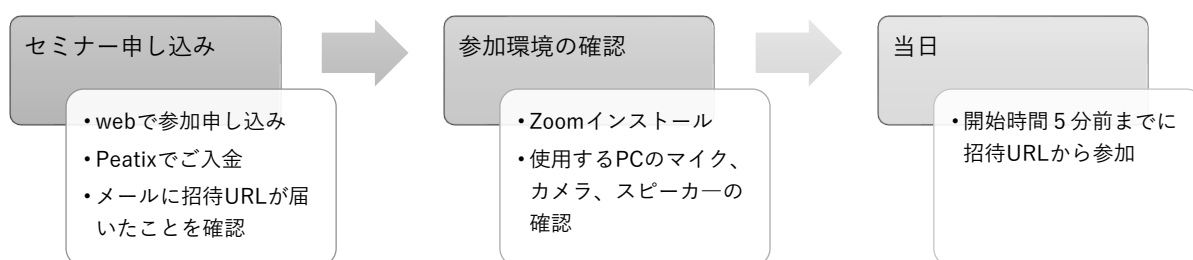 セミナー申し込み
・webで参加申し込み
・Peatixでご入金
・メールに招待URLが届
いたことを確認
参加環境の確認
・Zoomインストール
・使用するPCのマイク、
カメラ、スピーカ―の
確認
当日
・開始時間５分前までに
招待URLから参加